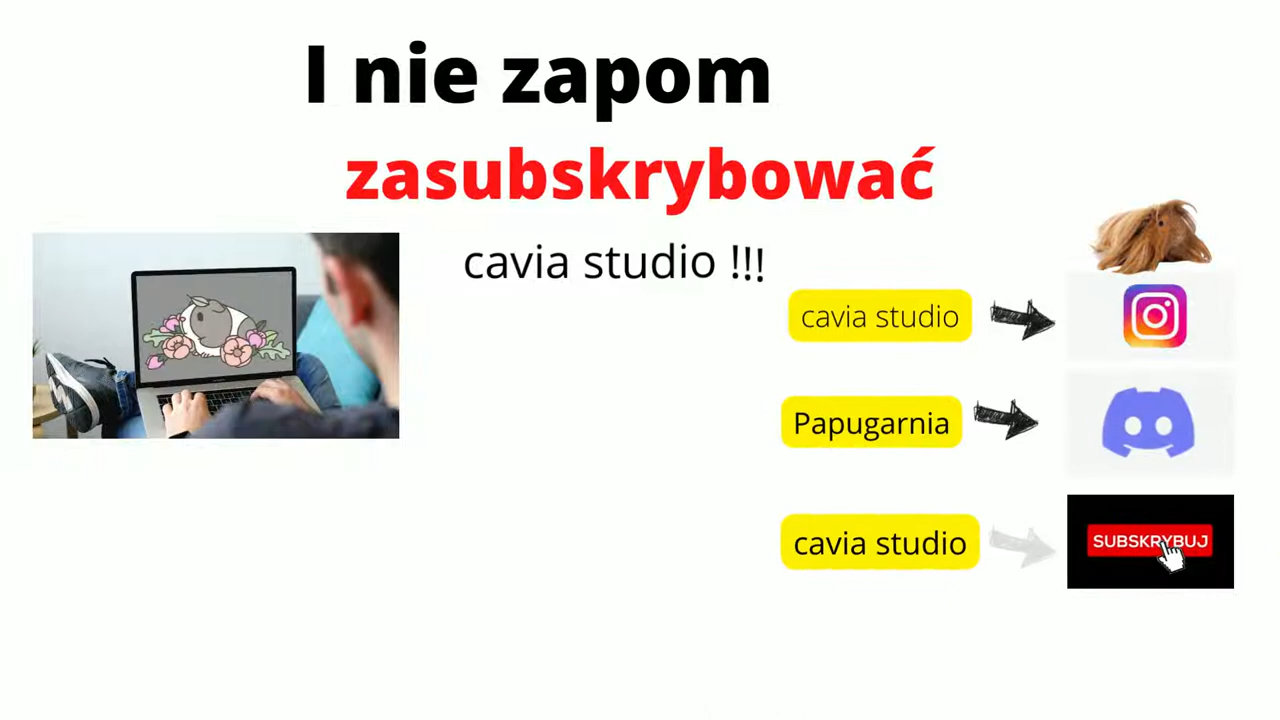 I nie zapom
zasubskrybować
cavia studio !!!
cavia studio
Papugarnia
cavia studio
SUBSKRYBUJ